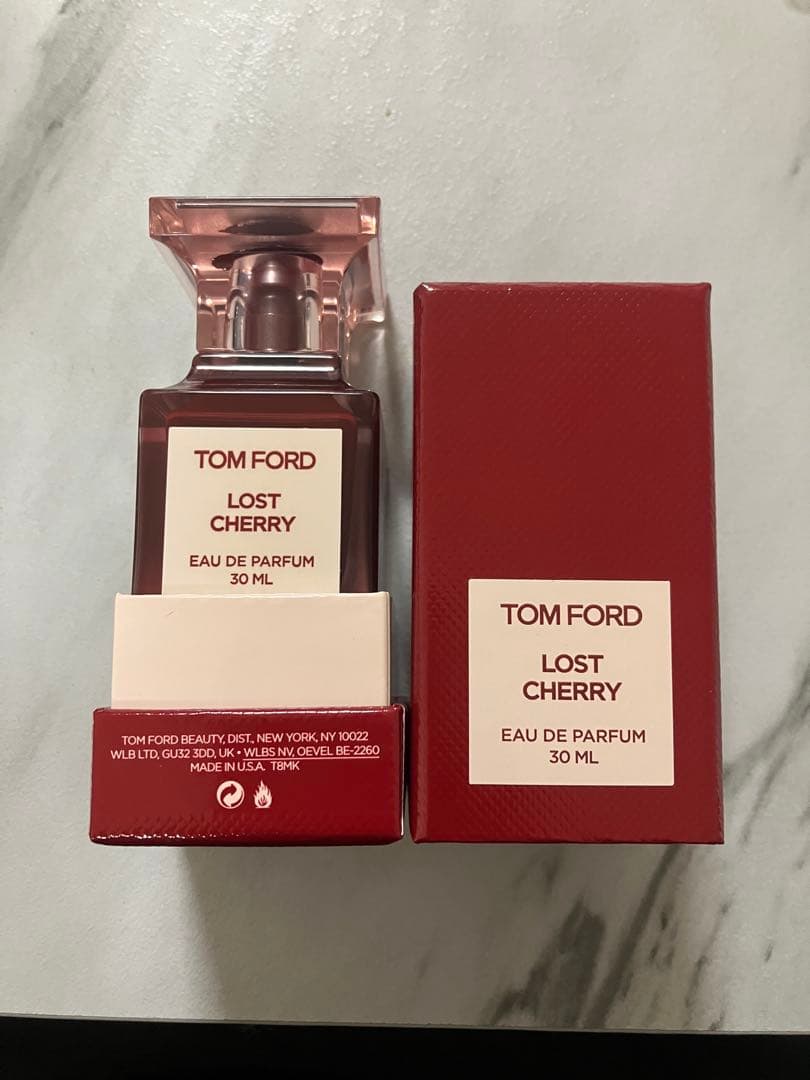 TOM FORD
LOST
CHERRY
EAU DE PARFUM
30 ML
TOM FORD BEAUTY, DIST., NEW YORK, NY 10022
WLB LTD, GU32 3DD, UK • WLBS NV, OEVEL BE-2260
MADE IN U.S.A. T8MK
TOM FORD
LOST
CHERRY
EAU DE PARFUM
30 ML